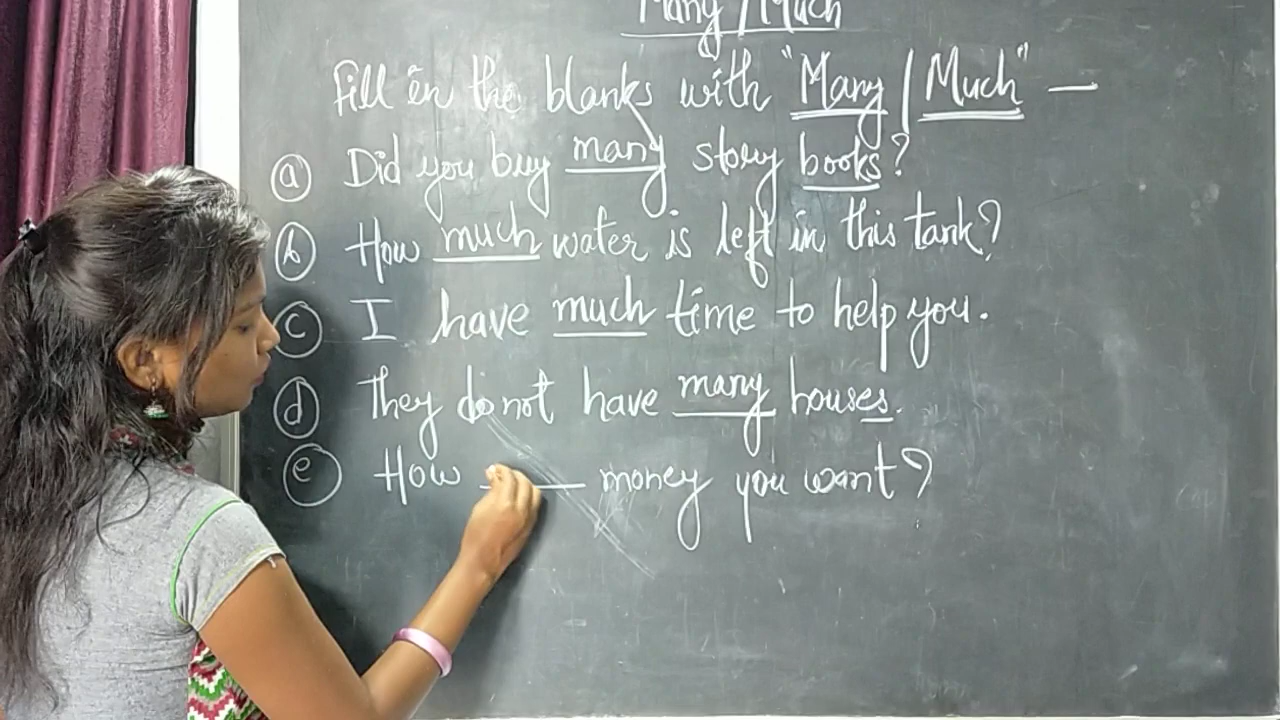 Many / Much
Fill in the blanks with "Many / Much" —
a Did you buy many story books?
b How much water is left in this tank?
c I have much time to help you.
d They do not have many houses.
e How ____ money you want?